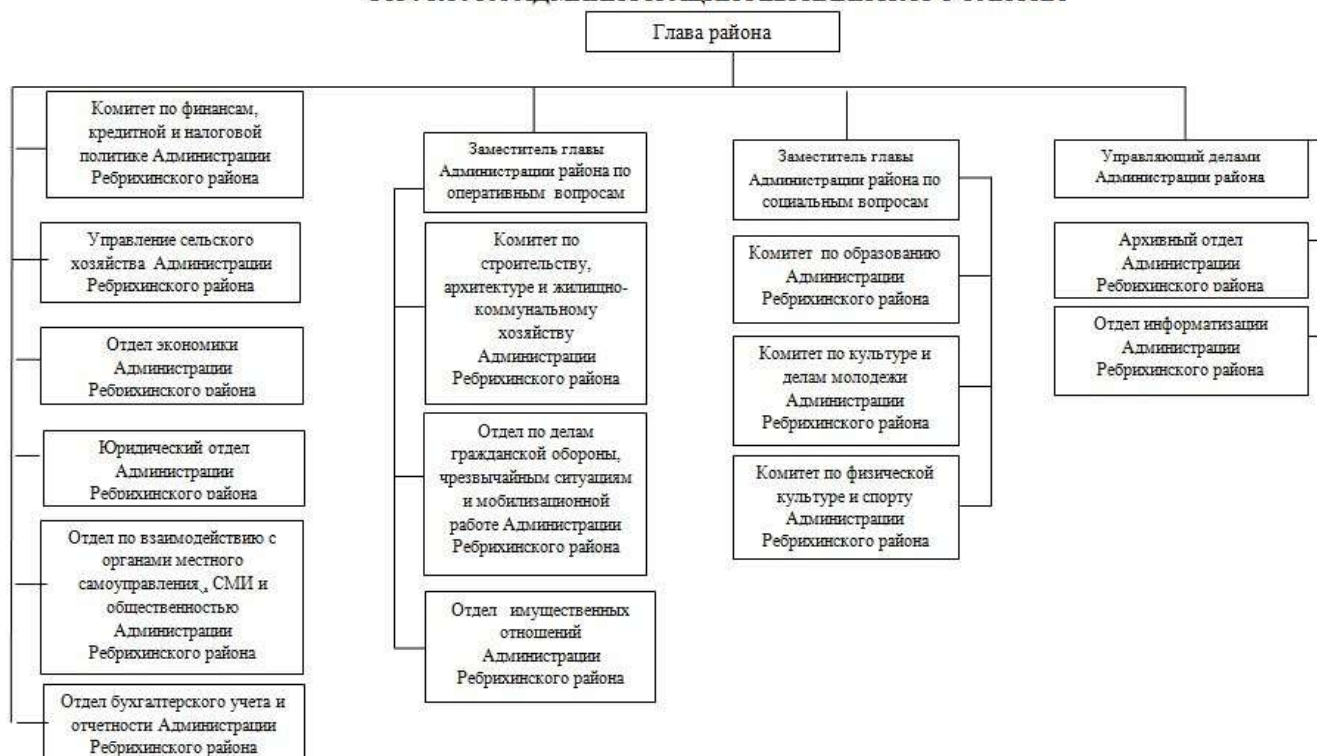 Глава района
Комитет по финансам,
кредитной и налоговой
политике Администрации
Ребрихинского района
Управление сельского
хозяйства Администрации
Ребрихинского района
Отдел экономики
Администрации
Ребрихинского района
Юридический отдел
Администрации
Ребрихинского района
Отдел по взаимодействию с
органами местного
самоуправления,, СМИ и
общественностью
Администрации
Ребрихинского района
Отдел бухгалтерского учета и
отчетности Администрации
Ребрихинского района
Заместитель главы
Администрации района по
оперативным вопросам
Комитет по
строительству,
архитектуре и жилищно-
коммунальному
хозяйству
Администрации
Ребрихинского района
Отдел по делам
гражданской обороны,
чрезвычайным ситуациям
и мобилизационной
работе Администрации
Ребрихинского района
Отдел имущественных
отношений
Администрации
Ребрихинского района
Заместитель главы
Администрации района по
социальным вопросам
Комитет по образованию
Администрации
Ребрихинского района
Комитет по культуре и
делам молодежи
Администрации
Ребрихинского района
Комитет по физической
культуре и спорту
Администрации
Ребрихинского района
Управляющий делами
Администрации района
Архивный отдел
Администрации
Ребрихинского района
Отдел информатизации
Администрации
Ребрихинского района